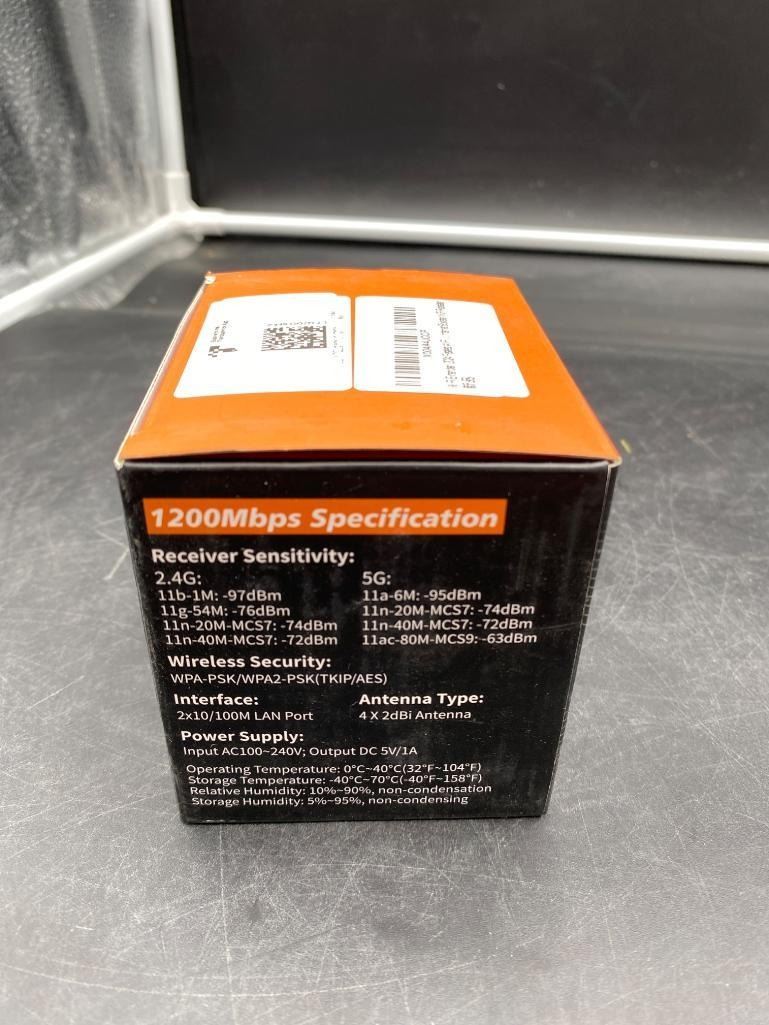 1200Mbps Specification
Receiver Sensitivity:
2.4G:
11b-1M: -97dBm
11g-54M: -76dBm
11n-20M-MCS7: -74dBm
11n-40M-MCS7: -72dBm
5G:
11a-6M: -95dBm
11n-20M-MCS7: -74dBm
11n-40M-MCS7: -72dBm
11ac-80M-MCS9: -63dBm
Wireless Security:
WPA-PSK/WPA2-PSK(TKIP/AES)
Interface:
2x10/100M LAN Port
Antenna Type:
4 X 2dBi Antenna
Power Supply:
Input AC100~240V; Output DC 5V/1A
Operating Temperature: 0°C~40°C(32°F~104°F)
Storage Temperature: -40°C~70°C(-40°F~158°F)
Relative Humidity: 10%~90%, non-condensation
Storage Humidity: 5%~95%, non-condensing